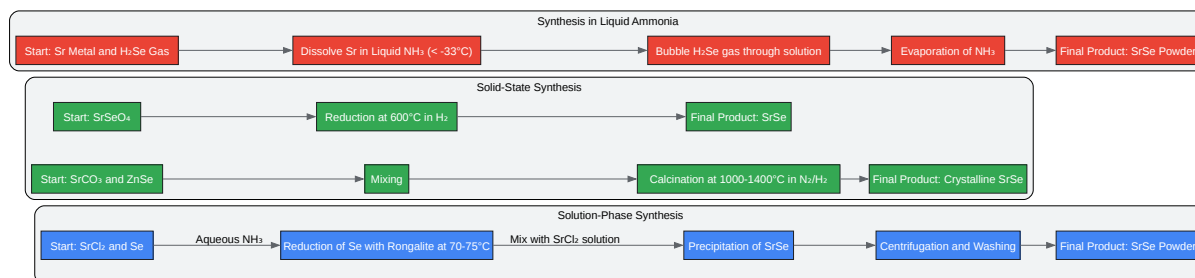 Synthesis in Liquid Ammonia
Start: Sr Metal and H₂Se Gas
Dissolve Sr in Liquid NH₃ (< -33°C)
Bubble H₂Se gas through solution
Evaporation of NH₃
Final Product: SrSe Powder
Solid-State Synthesis
Start: SrSeO₄
Reduction at 600°C in H₂
Final Product: SrSe
Start: SrCO₃ and ZnSe
Mixing
Calcination at 1000-1400°C in N₂/H₂
Final Product: Crystalline SrSe
Solution-Phase Synthesis
Start: SrCl₂ and Se
Aqueous NH₃
Reduction of Se with Rongalite at 70-75°C
Mix with SrCl₂ solution
Precipitation of SrSe
Centrifugation and Washing
Final Product: SrSe Powder